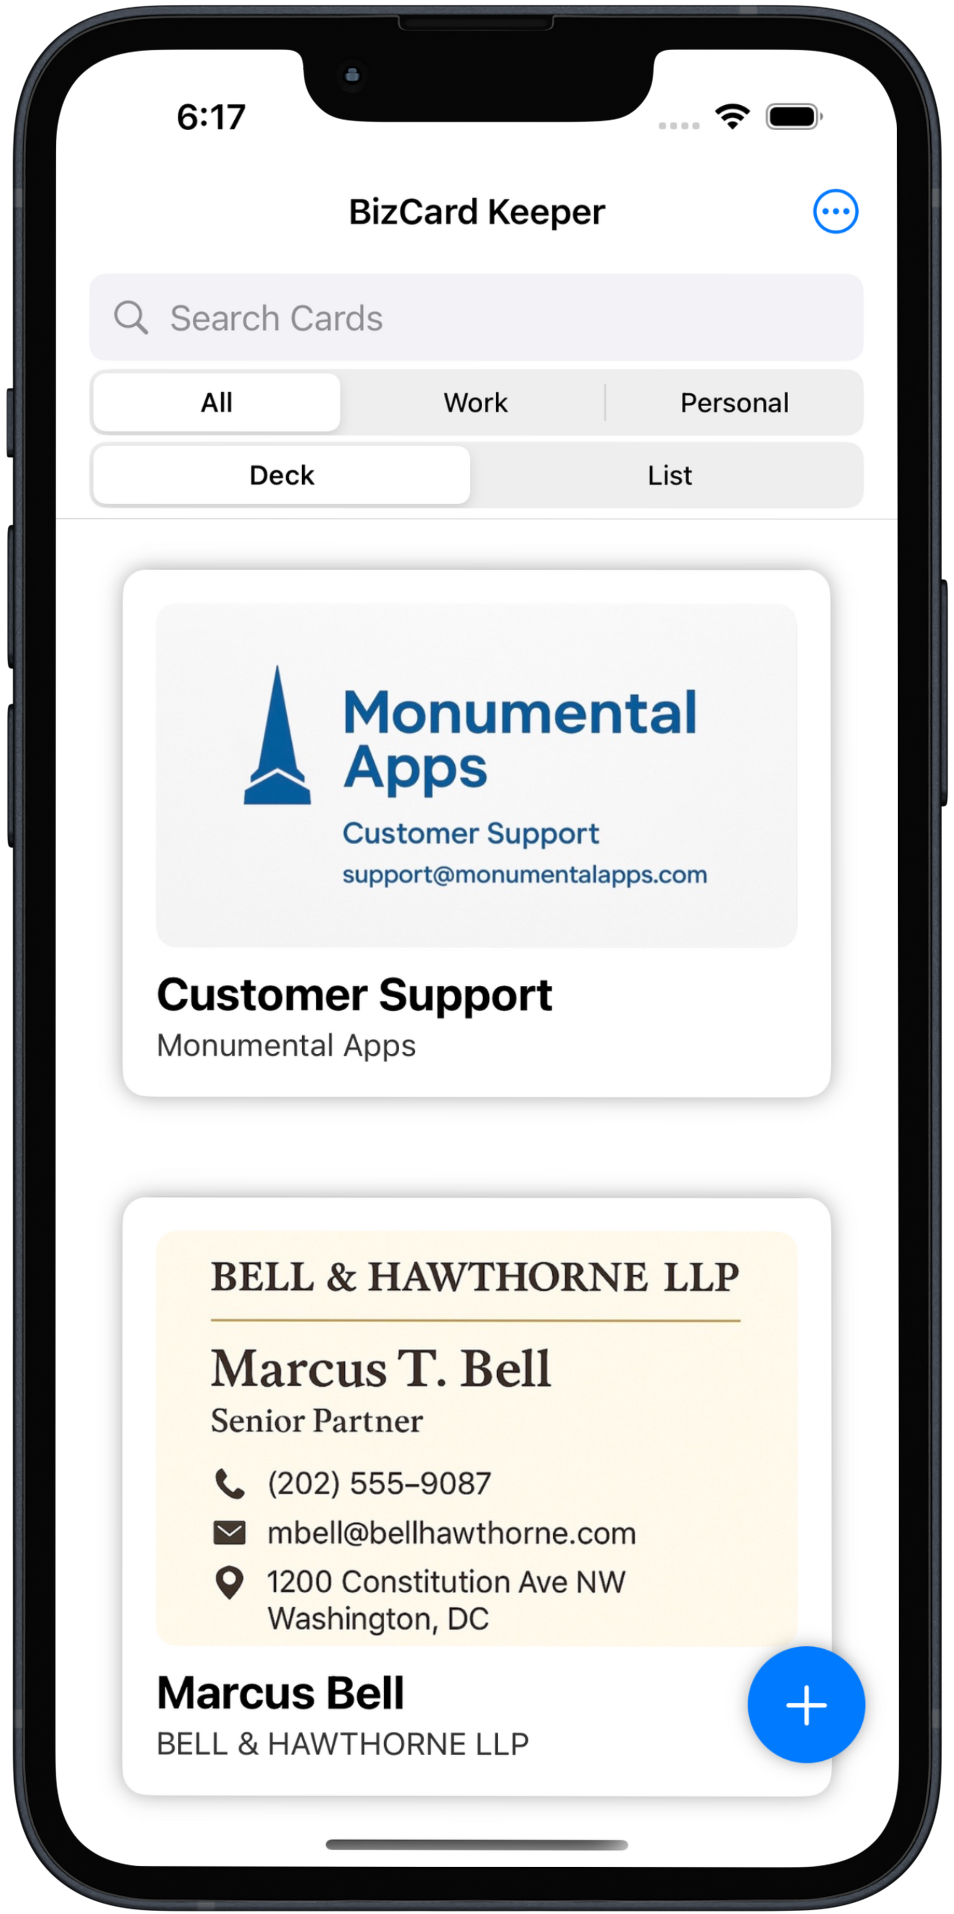 6:17
BizCard Keeper
Search Cards
All Work Personal
Deck List
Monumental
Apps
Customer Support
support@monumentalapps.com
Customer Support
Monumental Apps
BELL & HAWTHORNE LLP
Marcus T. Bell
Senior Partner
(202) 555–9087
mbell@bellhawthorne.com
1200 Constitution Ave NW
Washington, DC
Marcus Bell
BELL & HAWTHORNE LLP